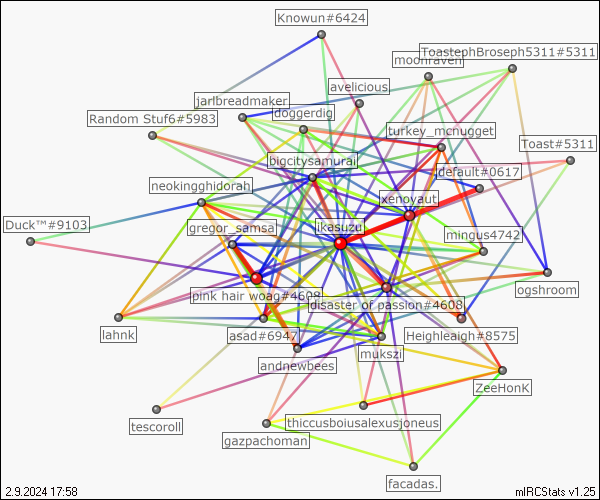 Knowun#6424
ToastephBroseph5311#5311
moonraven
avelicious
jarlbreadmaker
doggerdig
Random Stuf6#5983
turkey_mcnugget
Toast#5311
bigcitysamurai
default#0617
neokingghidorah
xenoyaut
Duck™#9103
gregor_samsa
ikasuzu
mingus4742
pink hair woag#4608
ogshroom
disaster of passion#4608
lahnk
asad#6947
Heighleaigh#8575
mukszi
andnewbees
ZeeHonK
tescoroll
thiccusboiusalexusjoneus
gazpachoman
facadas.
2.9.2024 17:58
mIRCStats v1.25